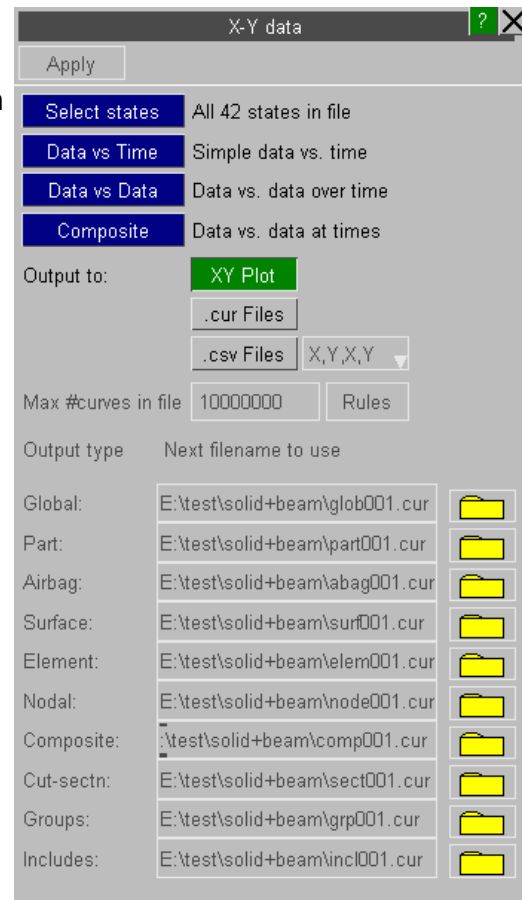 X-Y data ?
Apply
Select states All 42 states in file
Data vs Time Simple data vs. time
Data vs Data Data vs. data over time
Composite Data vs. data at times
Output to: XY Plot
.cur Files
.csv Files X,Y,X,Y
Max #curves in file 10000000 Rules
Output type Next filename to use
Global: E:\test\solid+beam\glob001.cur
Part: E:\test\solid+beam\part001.cur
Airbag: E:\test\solid+beam\abag001.cur
Surface: E:\test\solid+beam\surf001.cur
Element: E:\test\solid+beam\elem001.cur
Nodal: E:\test\solid+beam\node001.cur
Composite: :\test\solid+beam\comp001.cur
Cut-sectn: E:\test\solid+beam\sect001.cur
Groups: E:\test\solid+beam\grp001.cur
Includes: E:\test\solid+beam\incl001.cur